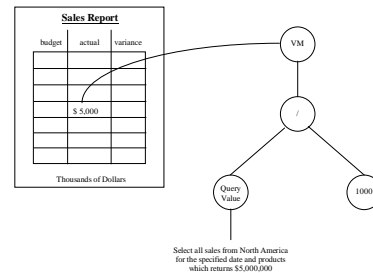 Sales Report
budget actual variance
$ 5,000
Thousands of Dollars
VM
/
Query
Value
1000
Select all sales from North America
for the specified date and products
which returns $5,000,000